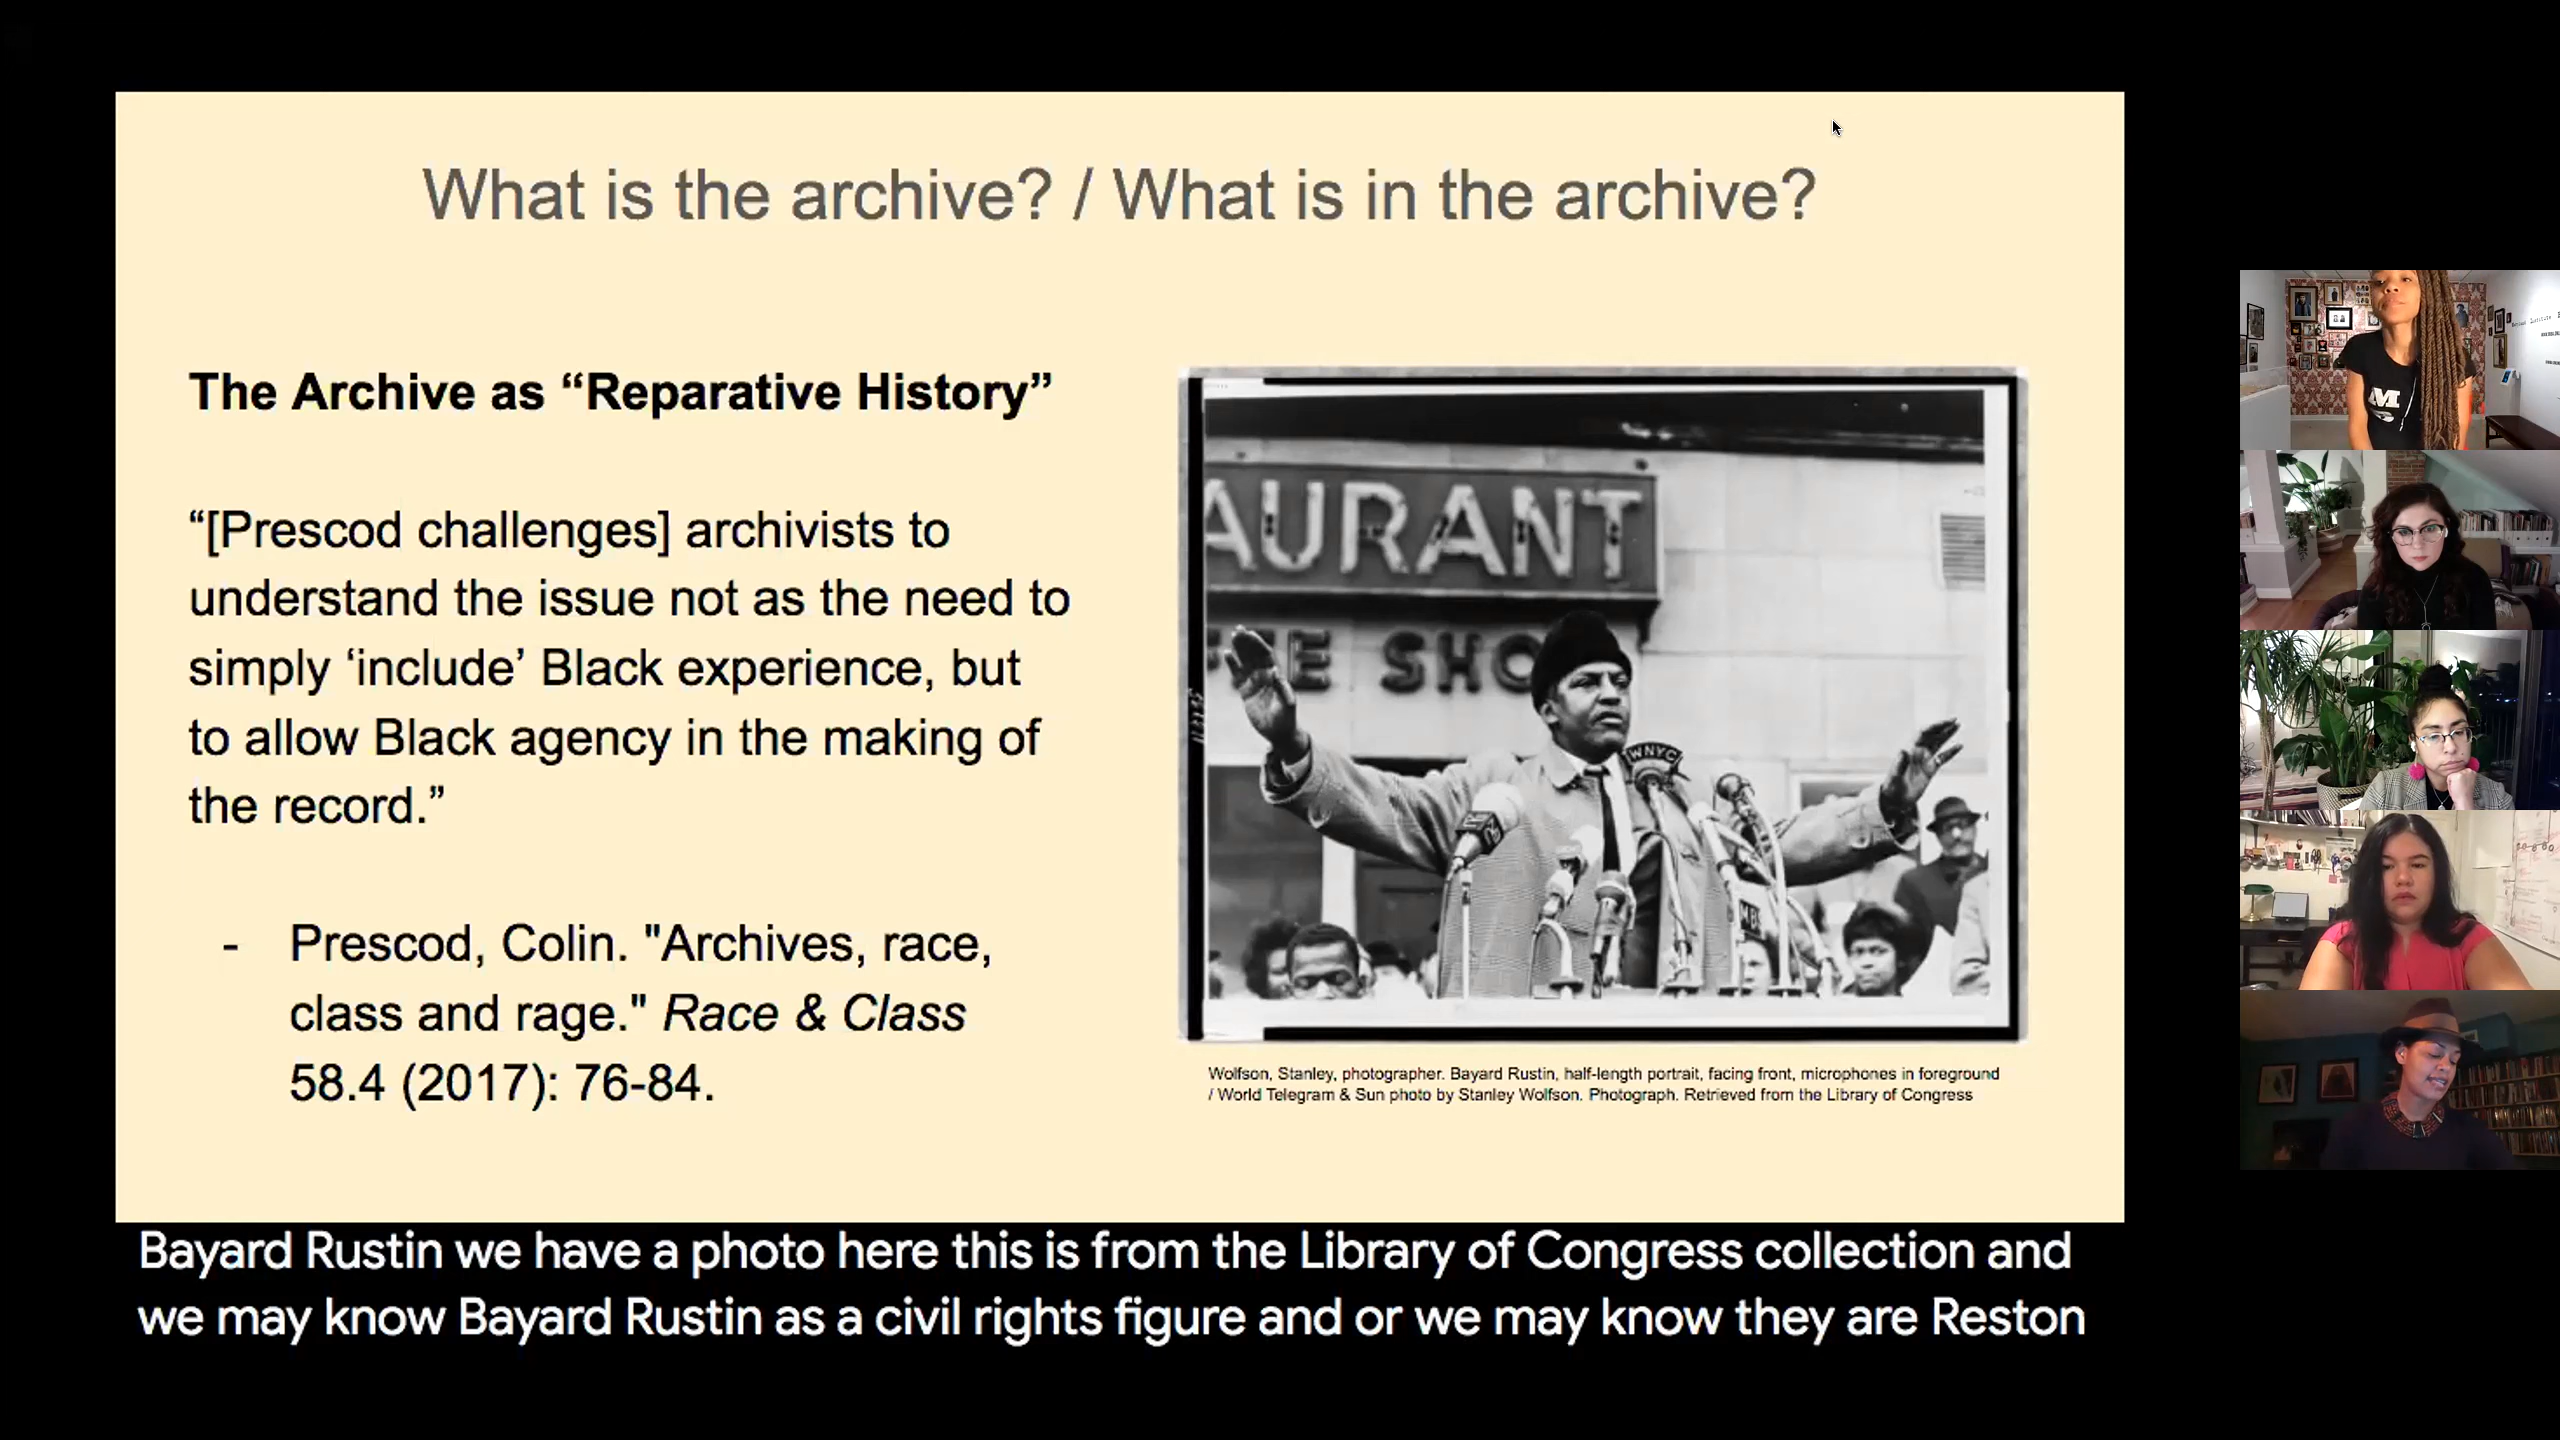 What is the archive? / What is in the archive?
The Archive as “Reparative History”
“[Prescod challenges] archivists to
understand the issue not as the need to
simply ‘include’ Black experience, but
to allow Black agency in the making of
the record.”
- Prescod, Colin. "Archives, race,
class and rage." Race & Class
58.4 (2017): 76-84.
AURANT
SHO
WNYC
MBS
Wolfson, Stanley, photographer. Bayard Rustin, half-length portrait, facing front, microphones in foreground
/ World Telegram & Sun photo by Stanley Wolfson. Photograph. Retrieved from the Library of Congress
M
Bayard Rustin we have a photo here this is from the Library of Congress collection and
we may know Bayard Rustin as a civil rights figure and or we may know they are Reston